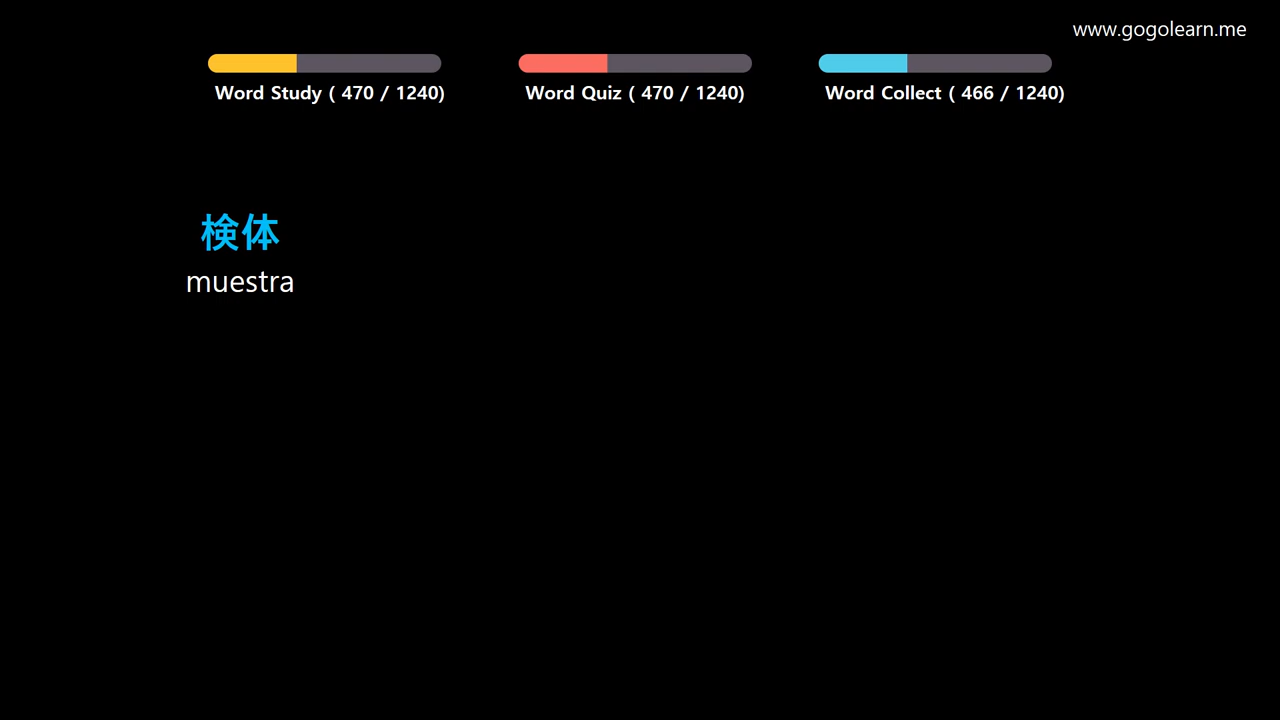 www.gogolearn.me
Word Study ( 470 / 1240)
Word Quiz ( 470 / 1240)
Word Collect ( 466 / 1240)
検体
muestra